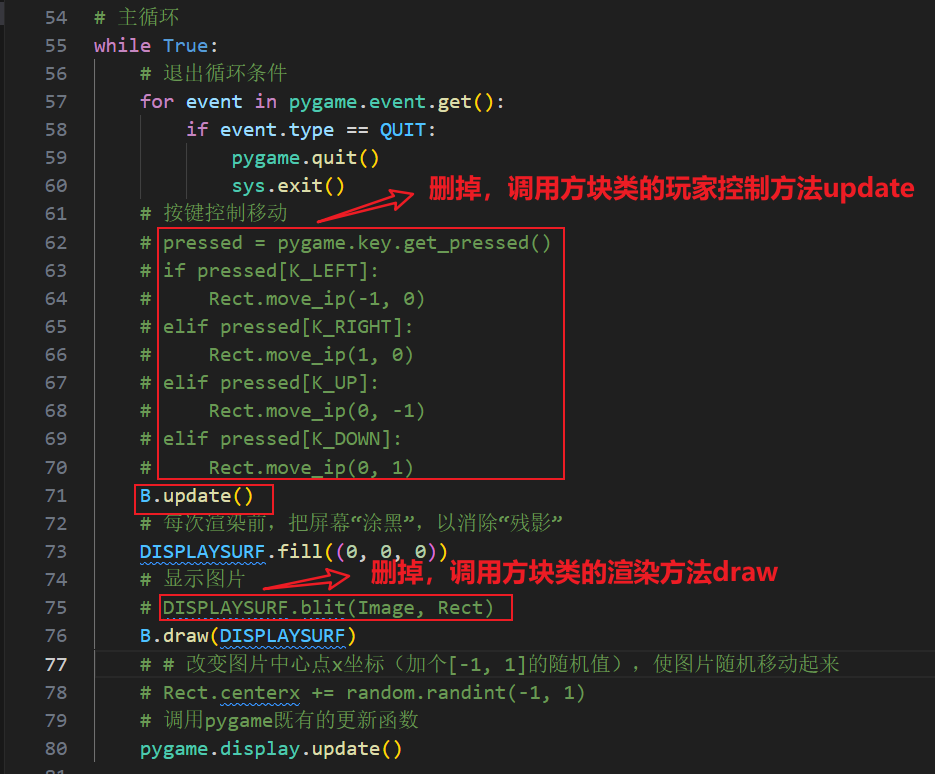 54 # 主循环
55 while True:
56     # 退出循环条件
57     for event in pygame.event.get():
58         if event.type == QUIT:
59             pygame.quit()
60             sys.exit()
删掉，调用方块类的玩家控制方法update
61     # 按键控制移动
62     # pressed = pygame.key.get_pressed()
63     # if pressed[K_LEFT]:
64     #     Rect.move_ip(-1, 0)
65     # elif pressed[K_RIGHT]:
66     #     Rect.move_ip(1, 0)
67     # elif pressed[K_UP]:
68     #     Rect.move_ip(0, -1)
69     # elif pressed[K_DOWN]:
70     #     Rect.move_ip(0, 1)
71     B.update()
72     # 每次渲染前，把屏幕“涂黑”，以消除“残影”
73     DISPLAYSURF.fill((0, 0, 0))
删掉，调用方块类的渲染方法draw
74     # 显示图片
75     # DISPLAYSURF.blit(Image, Rect)
76     B.draw(DISPLAYSURF)
77     # # 改变图片中心点x坐标（加个[-1, 1]的随机值），使图片随机移动起来
78     # Rect.centerx += random.randint(-1, 1)
79     # 调用pygame既有的更新函数
80     pygame.display.update()